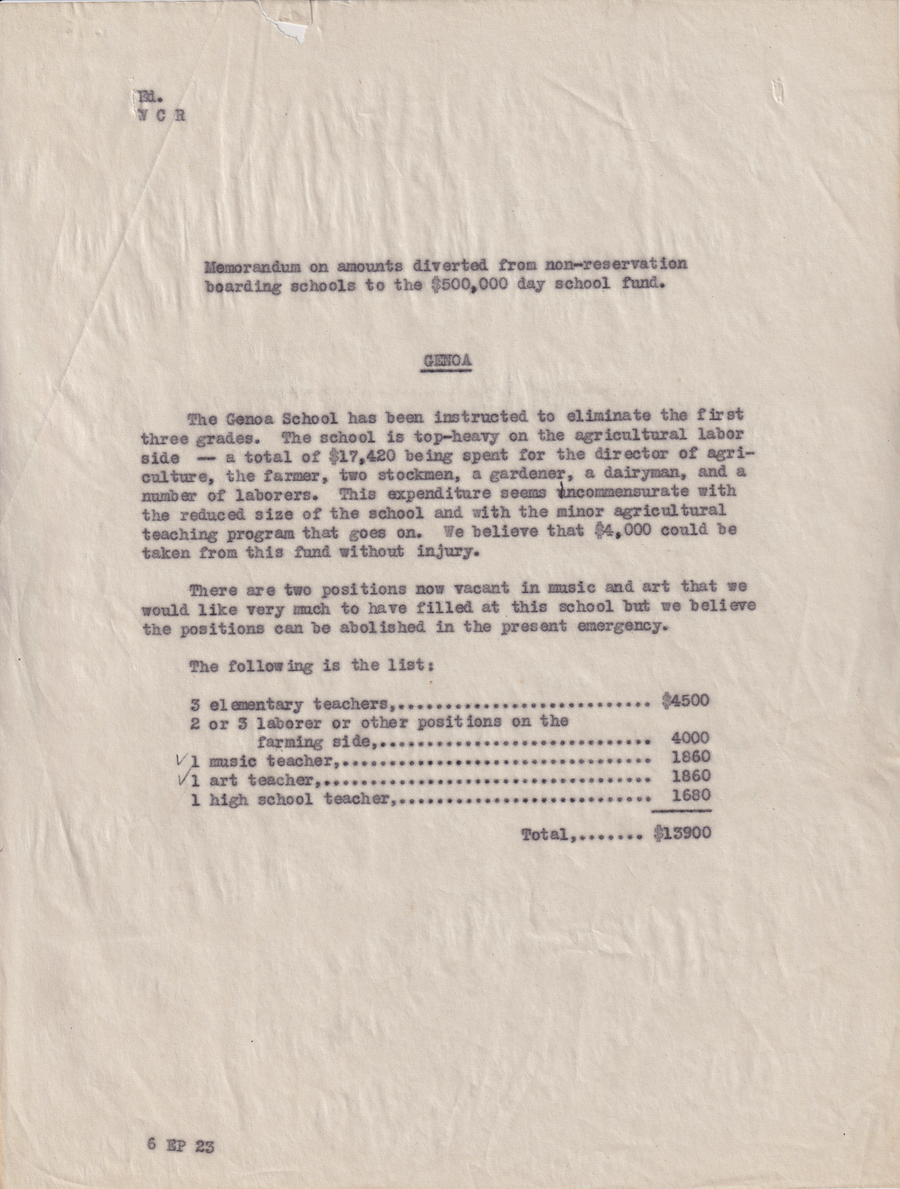 Ed.
W C R
Memorandum on amounts diverted from non-reservation
boarding schools to the $500,000 day school fund.
GENOA
The Genoa School has been instructed to eliminate the first
three grades. The school is top-heavy on the agricultural labor
side -- a total of $17,420 being spent for the director of agri-
culture, the farmer, two stockmen, a gardener, a dairyman, and a
number of laborers. This expenditure seems incommensurate with
the reduced size of the school and with the minor agricultural
teaching program that goes on. We believe that $4,000 could be
taken from this fund without injury.
There are two positions now vacant in music and art that we
would like very much to have filled at this school but we believe
the positions can be abolished in the present emergency.
The following is the list:
3 elementary teachers,........................... $4500
2 or 3 laborer or other positions on the
farming side,............................. 4000
✓1 music teacher,................................. 1860
✓1 art teacher,................................... 1860
1 high school teacher,........................... 1680
Total,....... $13900
6 EP 23